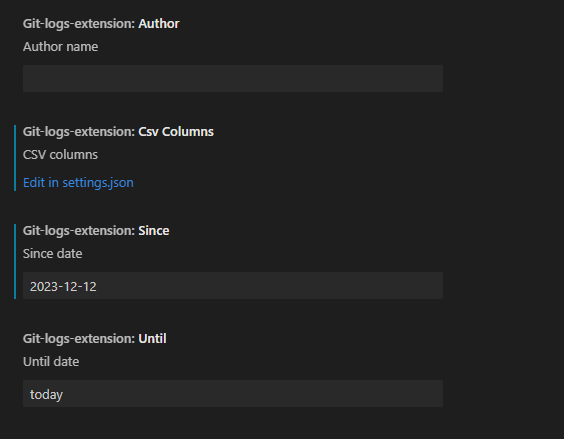 Git-logs-extension: Author
Author name
Git-logs-extension: Csv Columns
CSV columns
Edit in settings.json
Git-logs-extension: Since
Since date
2023-12-12
Git-logs-extension: Until
Until date
today